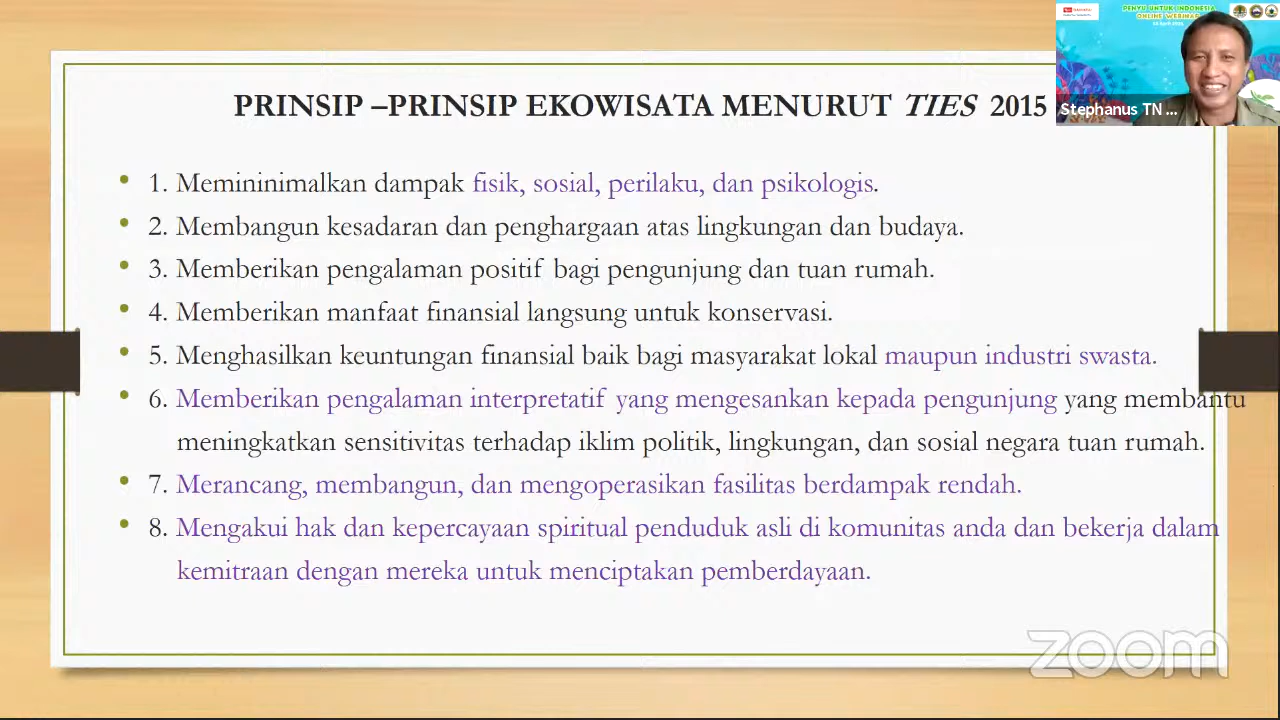 PENYU UNTUK INDONESIA
ONLINE WEBINAR
Stephanus TN ...
PRINSIP –PRINSIP EKOWISATA MENURUT TIES 2015
• 1. Memininimalkan dampak fisik, sosial, perilaku, dan psikologis.
• 2. Membangun kesadaran dan penghargaan atas lingkungan dan budaya.
• 3. Memberikan pengalaman positif bagi pengunjung dan tuan rumah.
• 4. Memberikan manfaat finansial langsung untuk konservasi.
• 5. Menghasilkan keuntungan finansial baik bagi masyarakat lokal maupun industri swasta.
• 6. Memberikan pengalaman interpretatif yang mengesankan kepada pengunjung yang membantu
meningkatkan sensitivitas terhadap iklim politik, lingkungan, dan sosial negara tuan rumah.
• 7. Merancang, membangun, dan mengoperasikan fasilitas berdampak rendah.
• 8. Mengakui hak dan kepercayaan spiritual penduduk asli di komunitas anda dan bekerja dalam
kemitraan dengan mereka untuk menciptakan pemberdayaan.
zoom